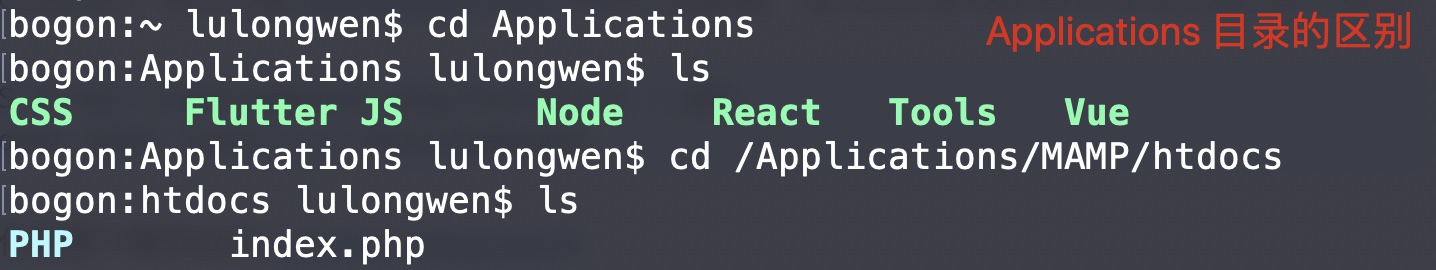 [bogon:~ lulongwen$ cd Applications
Applications 目录的区别
[bogon:Applications lulongwen$ ls
CSS Flutter JS Node React Tools Vue
[bogon:Applications lulongwen$ cd /Applications/MAMP/htdocs
[bogon:htdocs lulongwen$ ls
PHP index.php